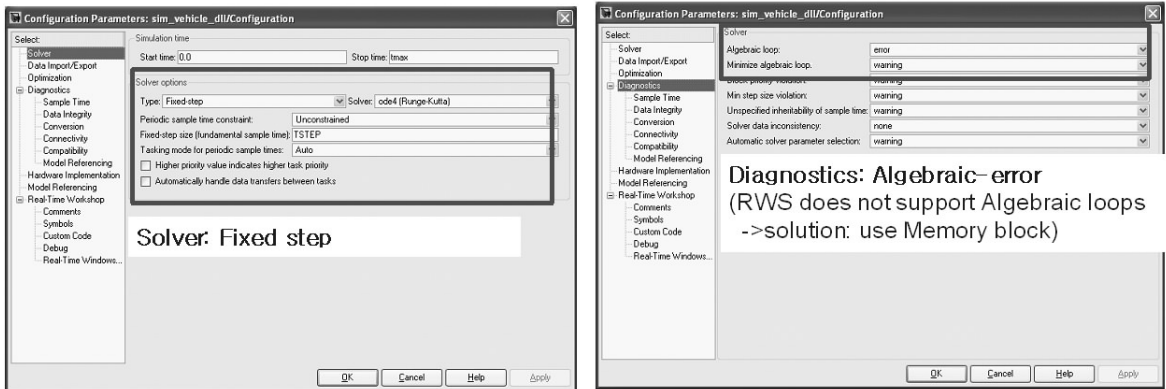 Configuration Parameters: sim_vehicle_dll/Configuration
Select:
Solver
Data Import/Export
Optimization
Diagnostics
Sample Time
Data Integrity
Conversion
Connectivity
Compatibility
Model Referencing
Hardware Implementation
Model Referencing
Real-Time Workshop
Comments
Symbols
Custom Code
Debug
Real-Time Windows...
Simulation time
Start time: 0.0 Stop time: tmax
Solver options
Type: Fixed-step Solver: ode4 (Runge-Kutta)
Periodic sample time constraint: Unconstrained
Fixed-step size (fundamental sample time): TSTEP
Tasking mode for periodic sample times: Auto
Higher priority value indicates higher task priority
Automatically handle data transfers between tasks
Solver: Fixed step
OK Cancel Help Apply
Configuration Parameters: sim_vehicle_dll/Configuration
Select:
Solver
Data Import/Export
Optimization
Diagnostics
Sample Time
Data Integrity
Conversion
Connectivity
Compatibility
Model Referencing
Hardware Implementation
Model Referencing
Real-Time Workshop
Comments
Symbols
Custom Code
Debug
Real-Time Windows...
Solver
Algebraic loop: error
Minimize algebraic loop: warning
Block priority violation: warning
Min step size violation: warning
Unspecified inheritability of sample time: warning
Solver data inconsistency: none
Automatic solver parameter selection: warning
Diagnostics: Algebraic-error
(RWS does not support Algebraic loops
->solution: use Memory block)
OK Cancel Help Apply